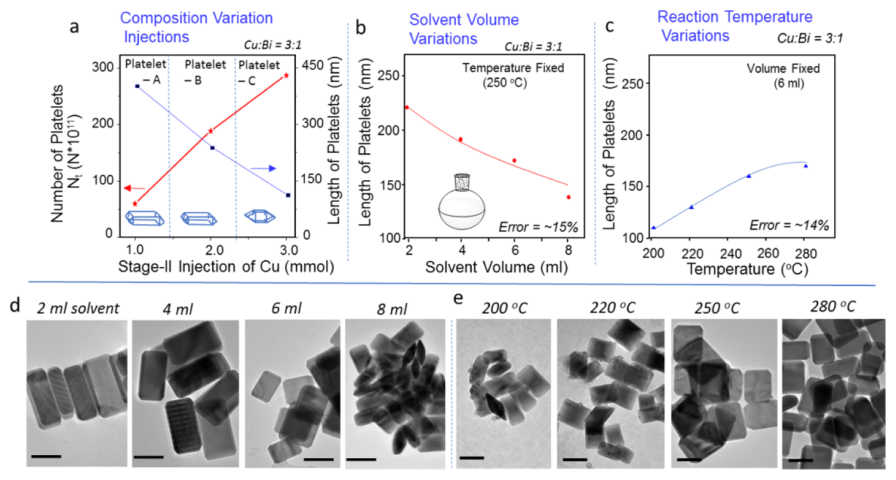 a
Composition Variation
Injections
Cu:Bi = 3:1
Platelet
– A
Platelet
– B
Platelet
– C
300
200
100
0
450
300
150
0
Number of Platelets
Nt (N*10¹¹)
Length of Platelets (nm)
1.0
2.0
3.0
Stage-II Injection of Cu (mmol)
b
Solvent Volume
Variations
Cu:Bi = 3:1
Temperature Fixed
(250 °C)
250
200
150
100
Length of Platelets (nm)
Error = ~15%
2
4
6
8
Solvent Volume (ml)
c
Reaction Temperature
Variations
Cu:Bi = 3:1
Volume Fixed
(6 ml)
250
200
150
100
Length of Platelets (nm)
Error = ~14%
200
220
240
260
280
Temperature (°C)
d
2 ml solvent
4 ml
6 ml
8 ml
e
200 °C
220 °C
250 °C
280 °C